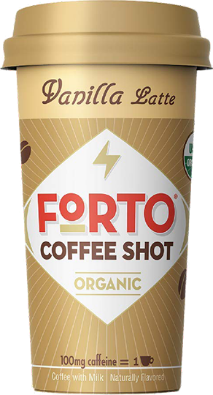 Vanilla Latte
FORTO®
COFFEE SHOT
ORGANIC
100mg caffeine = 1
Coffee with Milk | Naturally Flavored